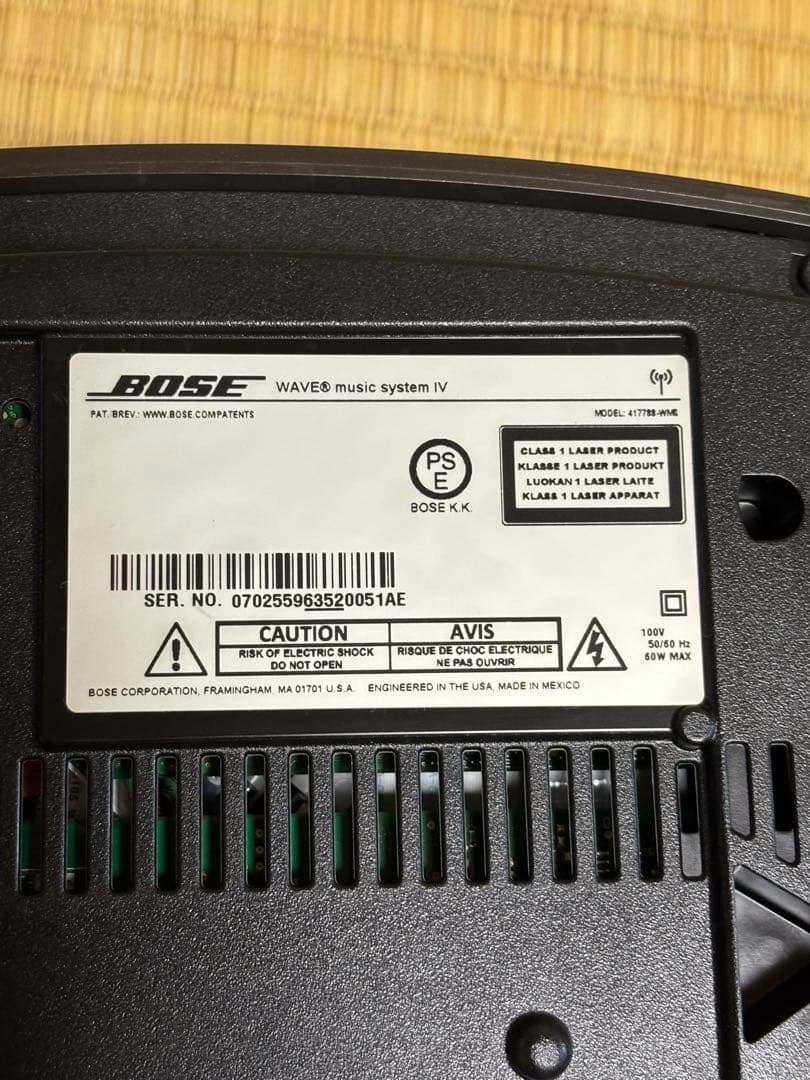 BOSE WAVE® music system IV
PAT. BREV.: WWW.BOSE.COM/PATENTS
MODEL: 417788-WMS
PS
E
BOSE K.K.
CLASS 1 LASER PRODUCT
KLASSE 1 LASER PRODUKT
LUOKAN 1 LASER LAITE
KLASS 1 LASER APPARAT
SER. NO. 070255963520051AE
CAUTION
RISK OF ELECTRIC SHOCK
DO NOT OPEN
AVIS
RISQUE DE CHOC ELECTRIQUE
NE PAS OUVRIR
100V
50/60 Hz
60W MAX
BOSE CORPORATION, FRAMINGHAM, MA 01701 U.S.A. ENGINEERED IN THE USA, MADE IN MEXICO